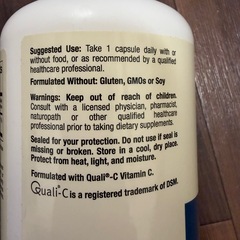 Suggested Use: Take 1 capsule daily with or
without food, or as recommended by a qualified
healthcare professional.
Formulated Without: Gluten, GMOs or Soy
Warnings: Keep out of reach of children.
Consult with a licensed physician, pharmacist,
naturopath or other qualified healthcare
professional prior to taking dietary supplements.
Sealed for your protection. Do not use if seal is
missing or broken. Store in a cool, dry place.
Protect from heat, light, and moisture.
Formulated with Quali®-C Vitamin C.
Quali®-C is a registered trademark of DSM.